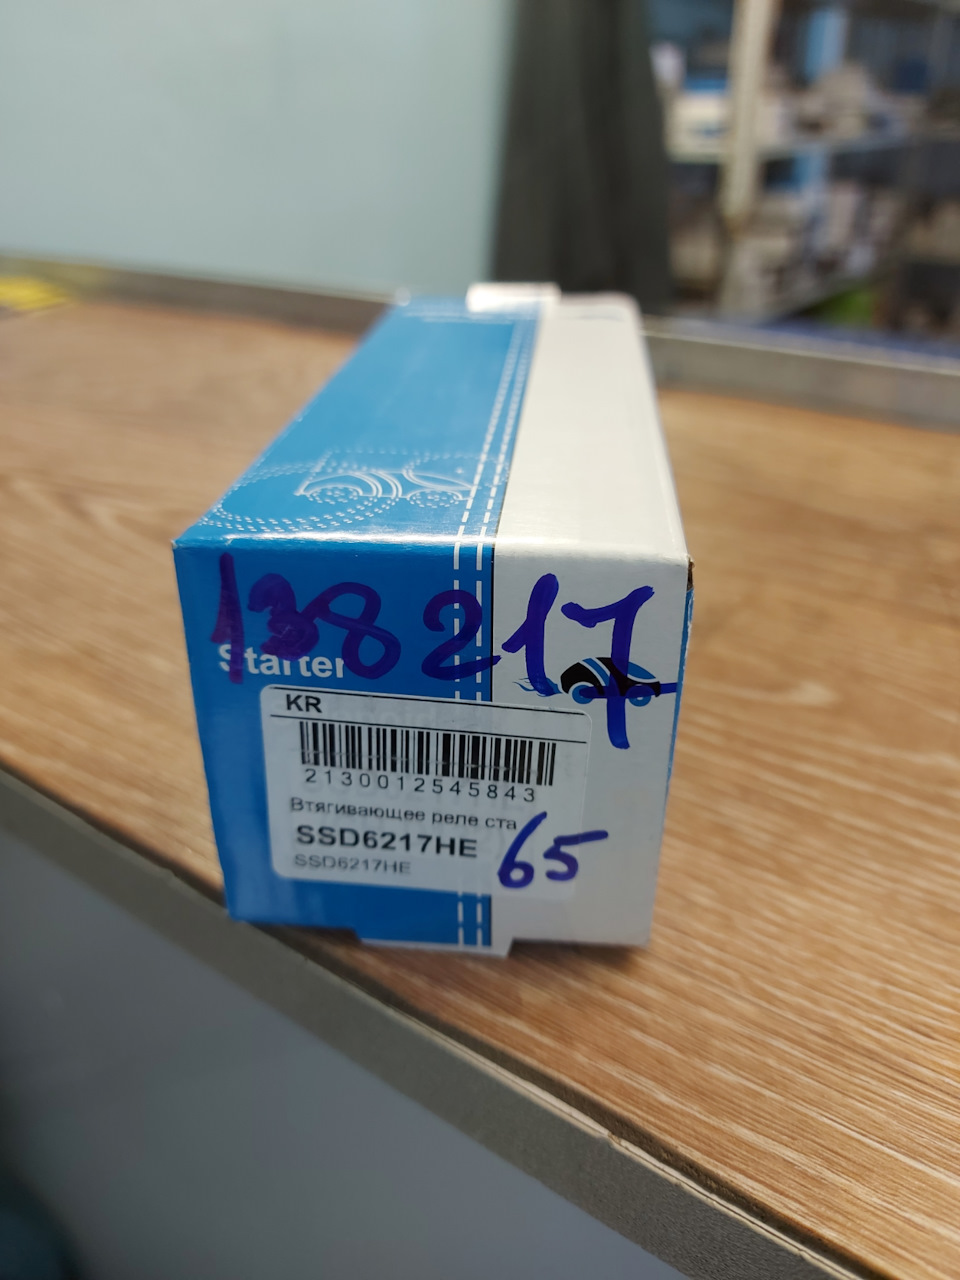 138217
Starter
KR
2130012545843
Втягивающее реле ста
SSD6217HE
SSD6217HE
65